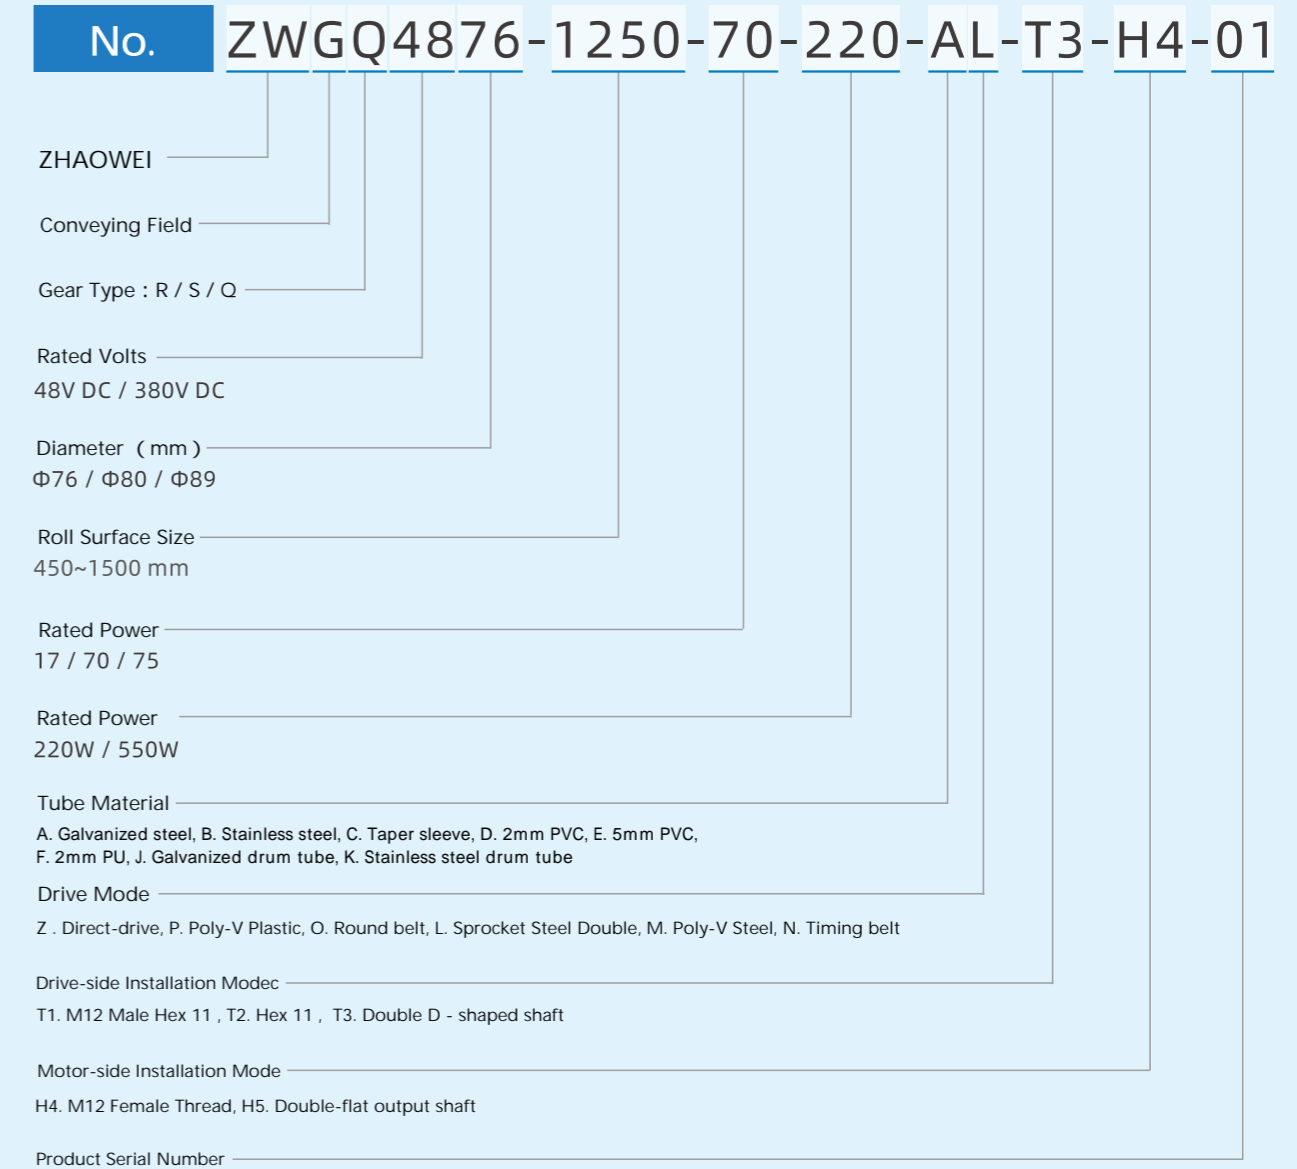 No. ZWGQ4876-1250-70-220-AL-T3-H4-01
ZHAOWEI
Conveying Field
Gear Type : R / S / Q
Rated Volts
48V DC / 380V DC
Diameter ( mm )
Φ76 / Φ80 / Φ89
Roll Surface Size
450~1500 mm
Rated Power
17 / 70 / 75
Rated Power
220W / 550W
Tube Material
A. Galvanized steel, B. Stainless steel, C. Taper sleeve, D. 2mm PVC, E. 5mm PVC,
F. 2mm PU, J. Galvanized drum tube, K. Stainless steel drum tube
Drive Mode
Z . Direct-drive, P. Poly-V Plastic, O. Round belt, L. Sprocket Steel Double, M. Poly-V Steel, N. Timing belt
Drive-side Installation Modec
T1. M12 Male Hex 11 , T2. Hex 11 , T3. Double D - shaped shaft
Motor-side Installation Mode
H4. M12 Female Thread, H5. Double-flat output shaft
Product Serial Number